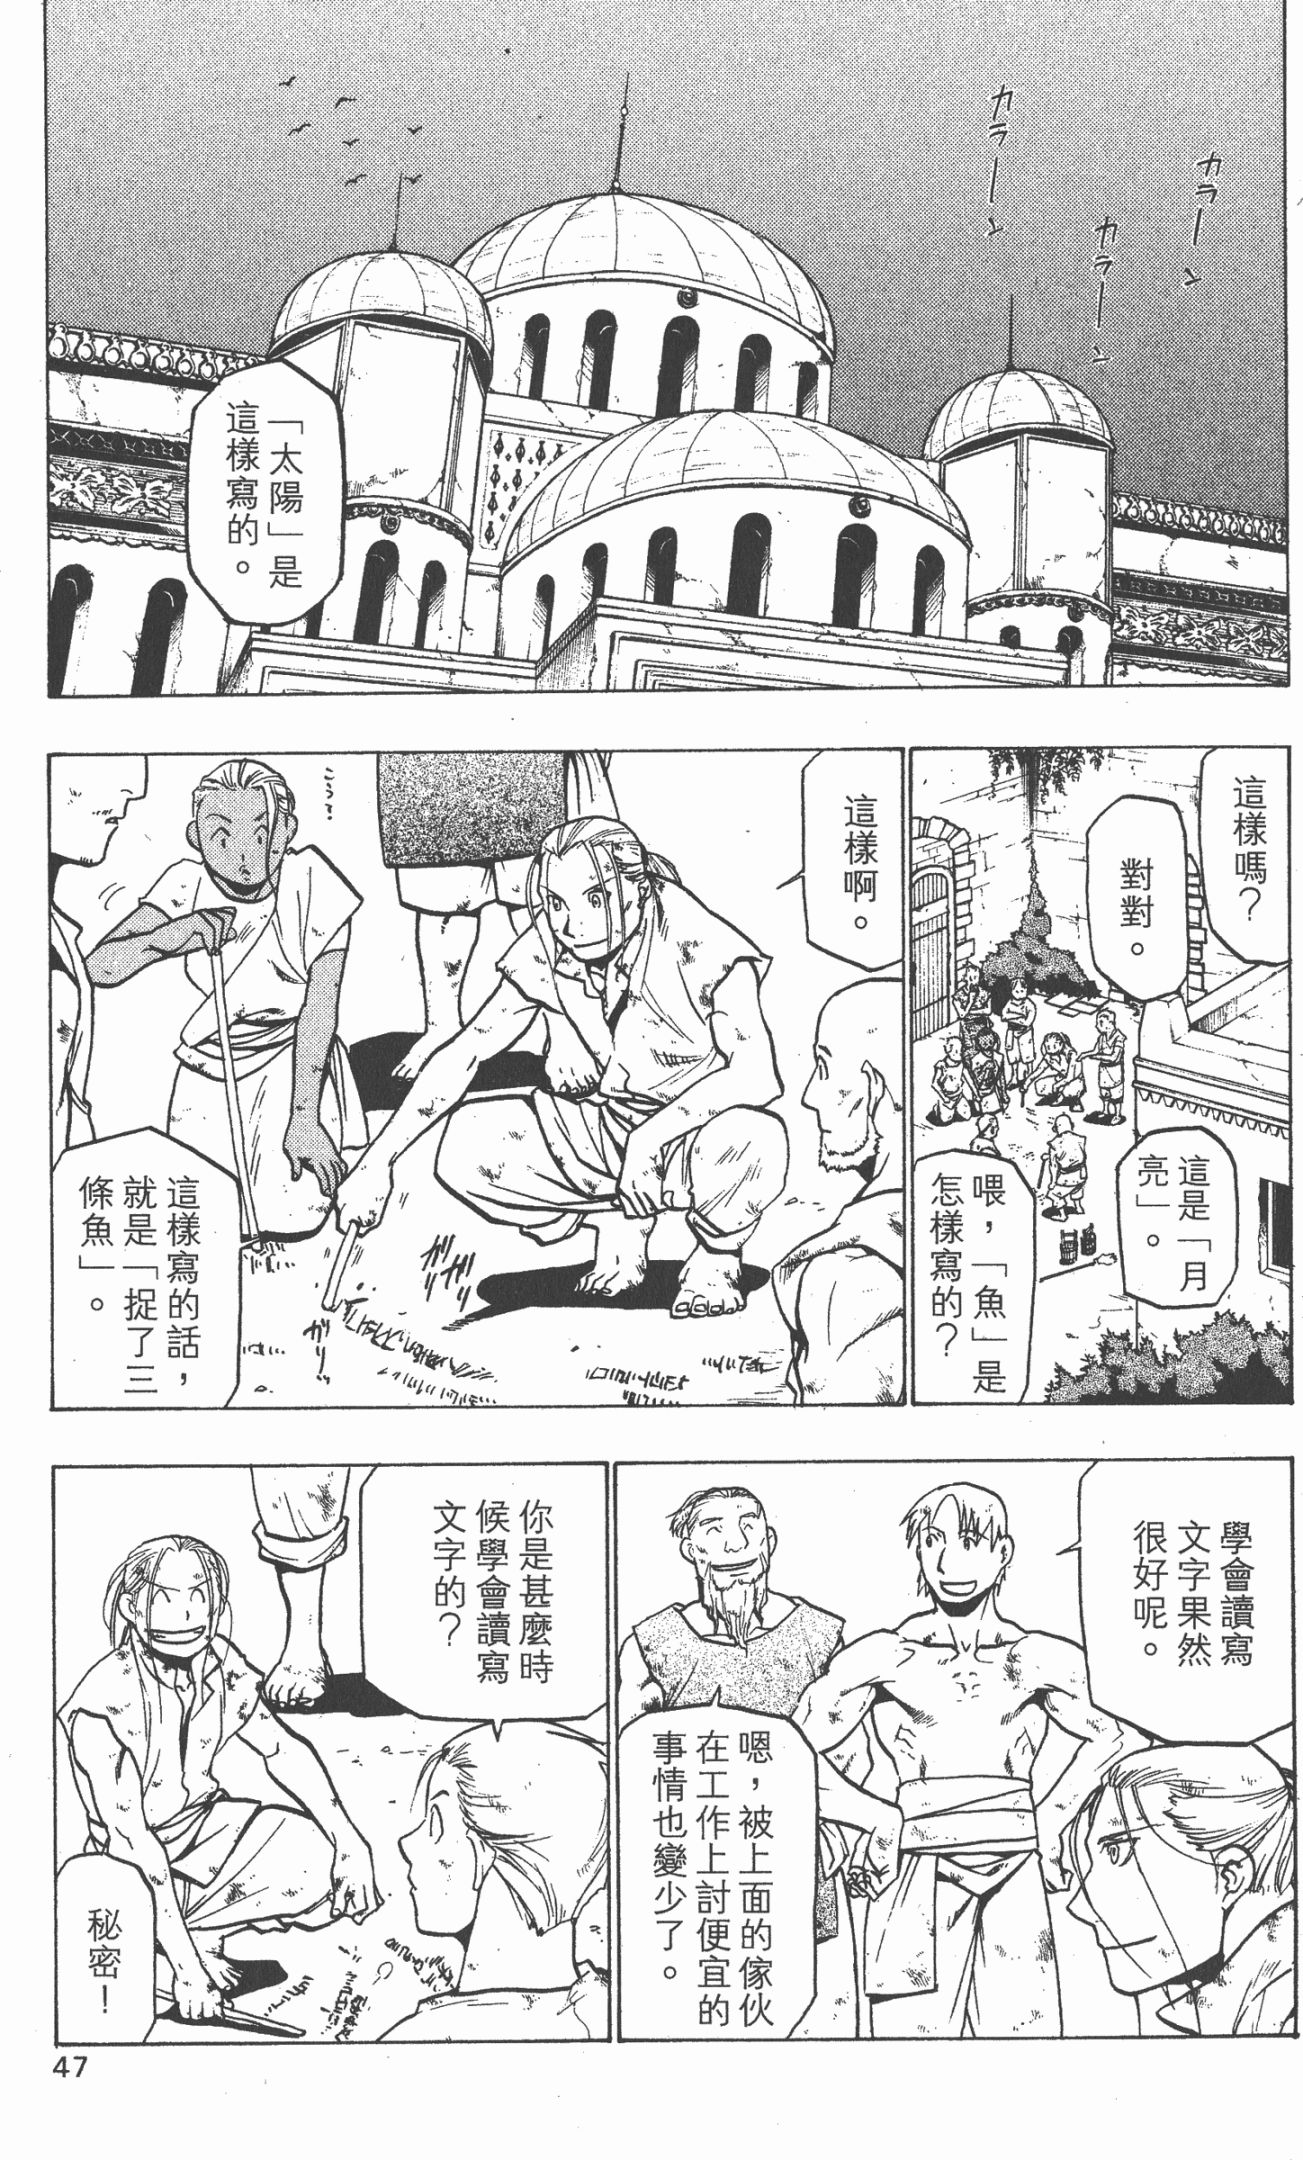 カラーン
カラーン
カラーン
「太陽」是
這樣寫的。
這樣嗎？
對對。
這是「月
亮」。
喂，「魚」是
怎樣寫的？
這樣啊。
こうっ？
ガリガリ
ガリ
這樣寫的話，
就是「捉了三
條魚」。
學會讀寫
文字果然
很好呢。
嗯，被上面的傢伙
在工作上討便宜的
事情也變少了。
你是甚麼時
候學會讀寫
文字的？
秘密！
47